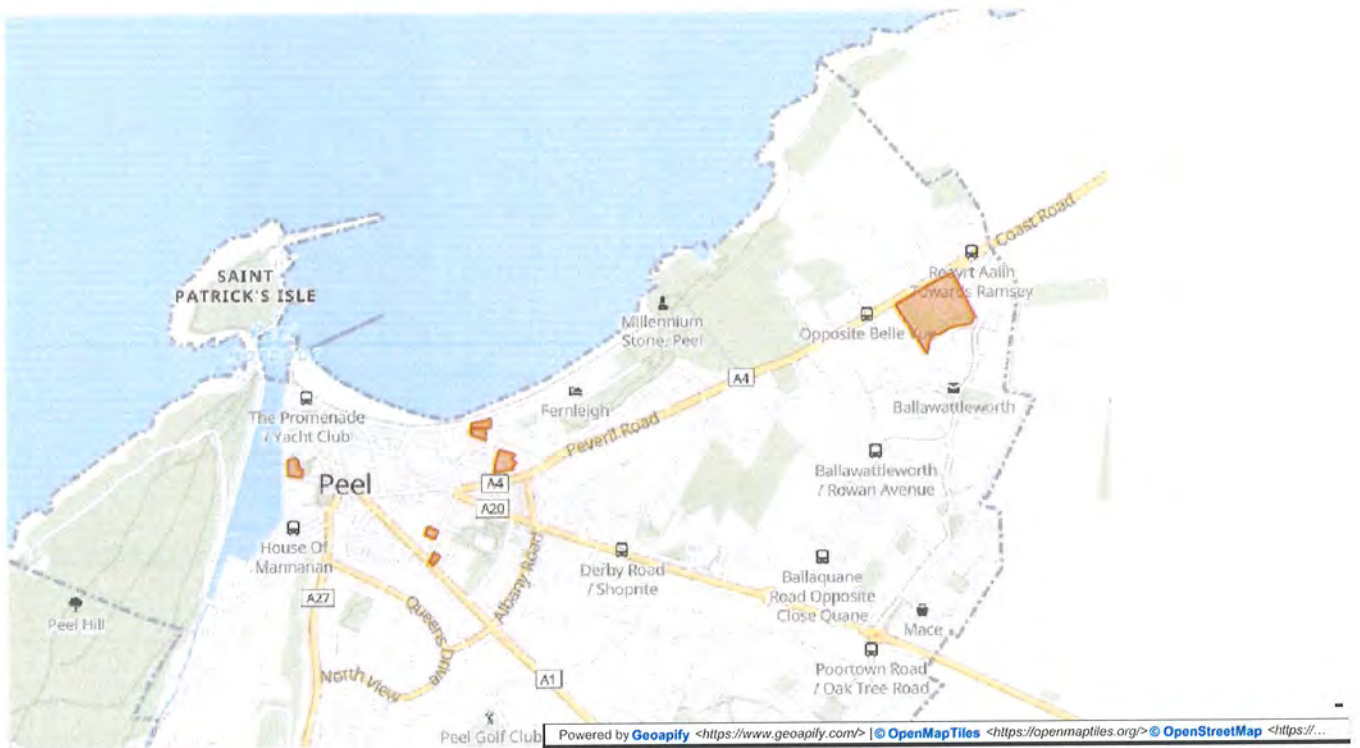 SAINT
PATRICK'S ISLE
Millennium
Stone, Peel
Coast Road
Towards Ramsey
Opposite Belle Vue
A4
Fernleigh
Ballawattleworth
The Promenade
/ Yacht Club
Peveril Road
Ballawattleworth
/ Rowan Avenue
Peel
A4
A20
House Of
Mannanan
Derby Road
/ Shoprite
Albany Road
Ballaquane
Road Opposite
Close Quane
Peel Hill
A27
Queens Drive
Mace
North View
A1
Poortown Road
/ Oak Tree Road
Peel Golf Club
Powered by Geoapify <https://www.geoapify.com/> | © OpenMapTiles <https://openmaptiles.org/> © OpenStreetMap <https://...